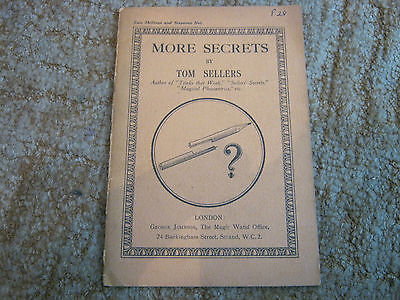 Two Shillings and Sixpence Net.
P.28
MORE SECRETS
BY
TOM SELLERS
Author of "Tricks that Work," "Sellers' Secrets,"
"Magical Pleasantries," etc.
?
LONDON:
GEORGE JOHNSON, The Magic Wand Office,
24 Buckingham Street, Strand, W.C.2.